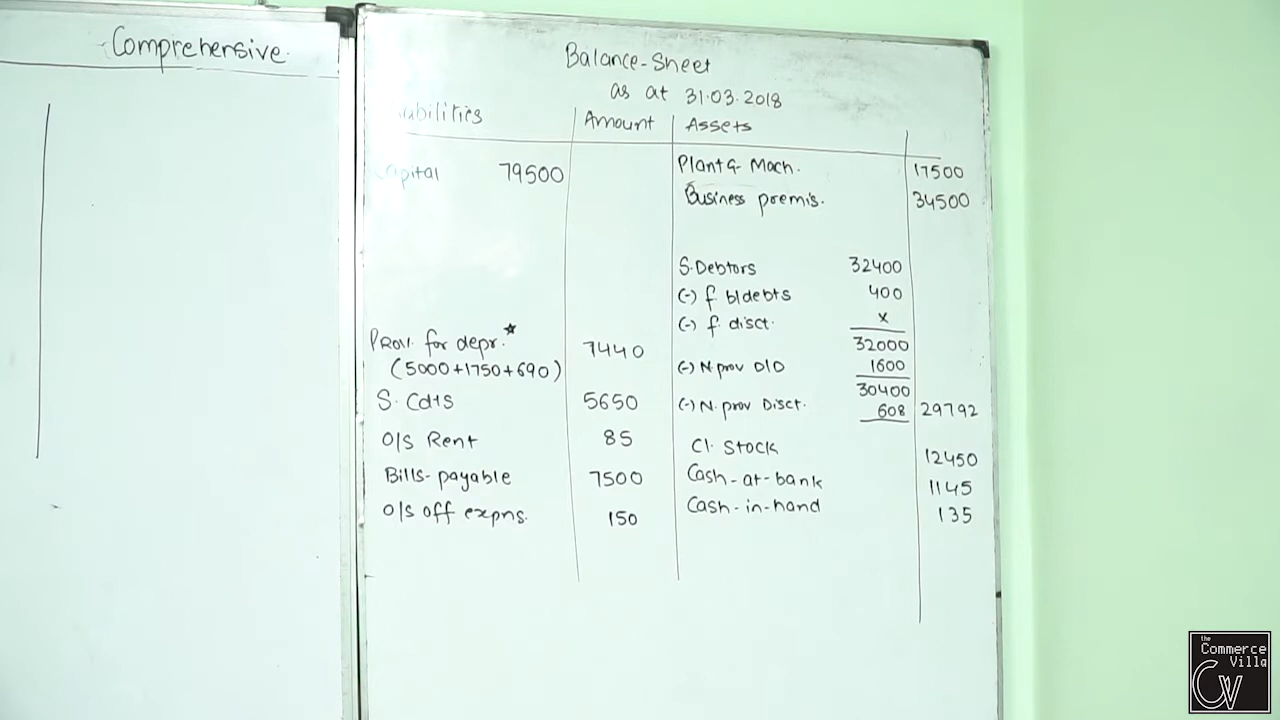 Comprehensive.
Balance-Sheet
as at 31.03.2018
Amount Assets
79500 Plant & Mach. 17500
Business premis. 34500
S. Debtors 32400
(-) f b/debts 400
(-) f. disct. x
32000
Prov. for depr.* 7440
(5000+1750+690) (-) N. prov D/D 1600
30400
S. Cdts 5650 (-) N. prov Disct. 608 29792
O/S Rent 85 Cl. Stock 12450
Bills-payable 7500 Cash-at-bank 1145
O/s off expns. 150 Cash-in-hand 135
the
Commerce
Villa
CV